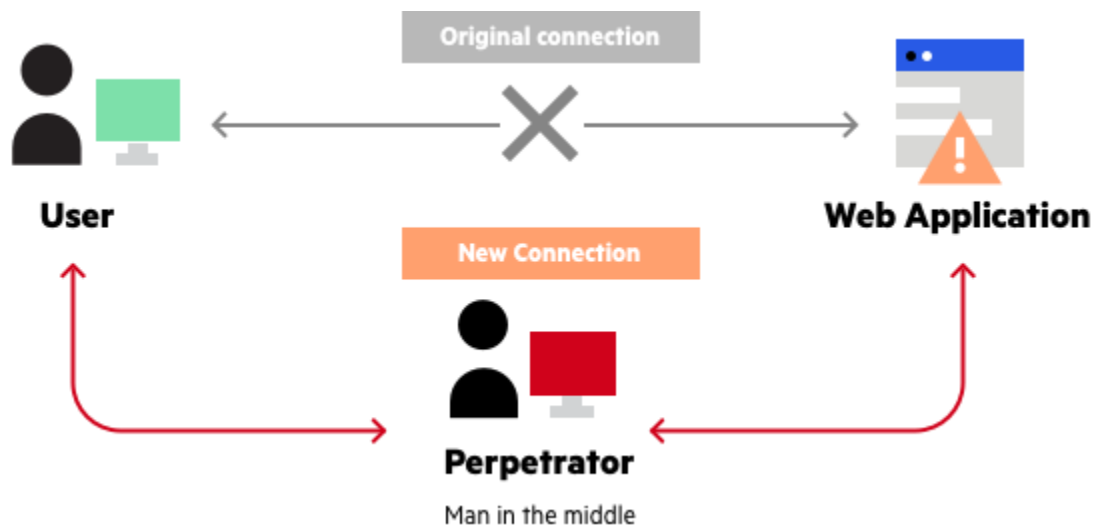 Original connection
User
Web Application
New Connection
Perpetrator
Man in the middle